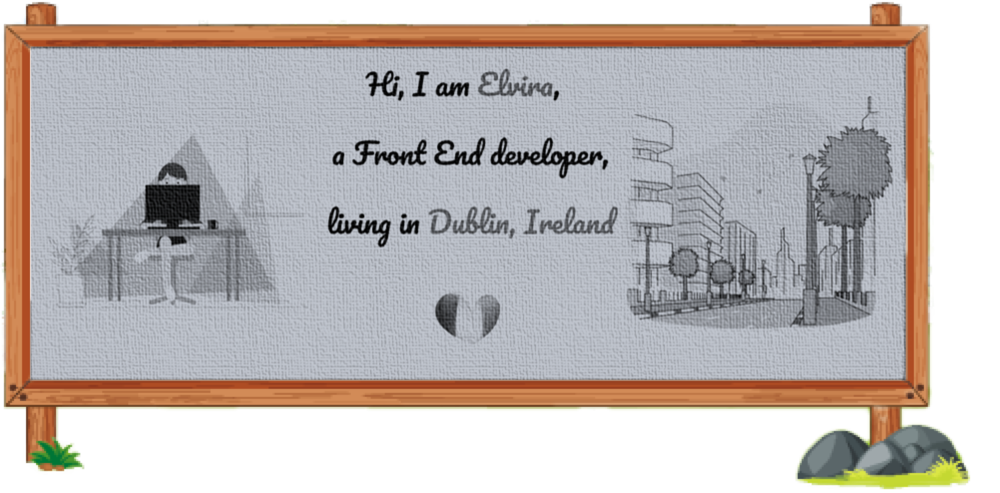 Hi, I am Elvira,
a Front End developer,
living in Dublin, Ireland